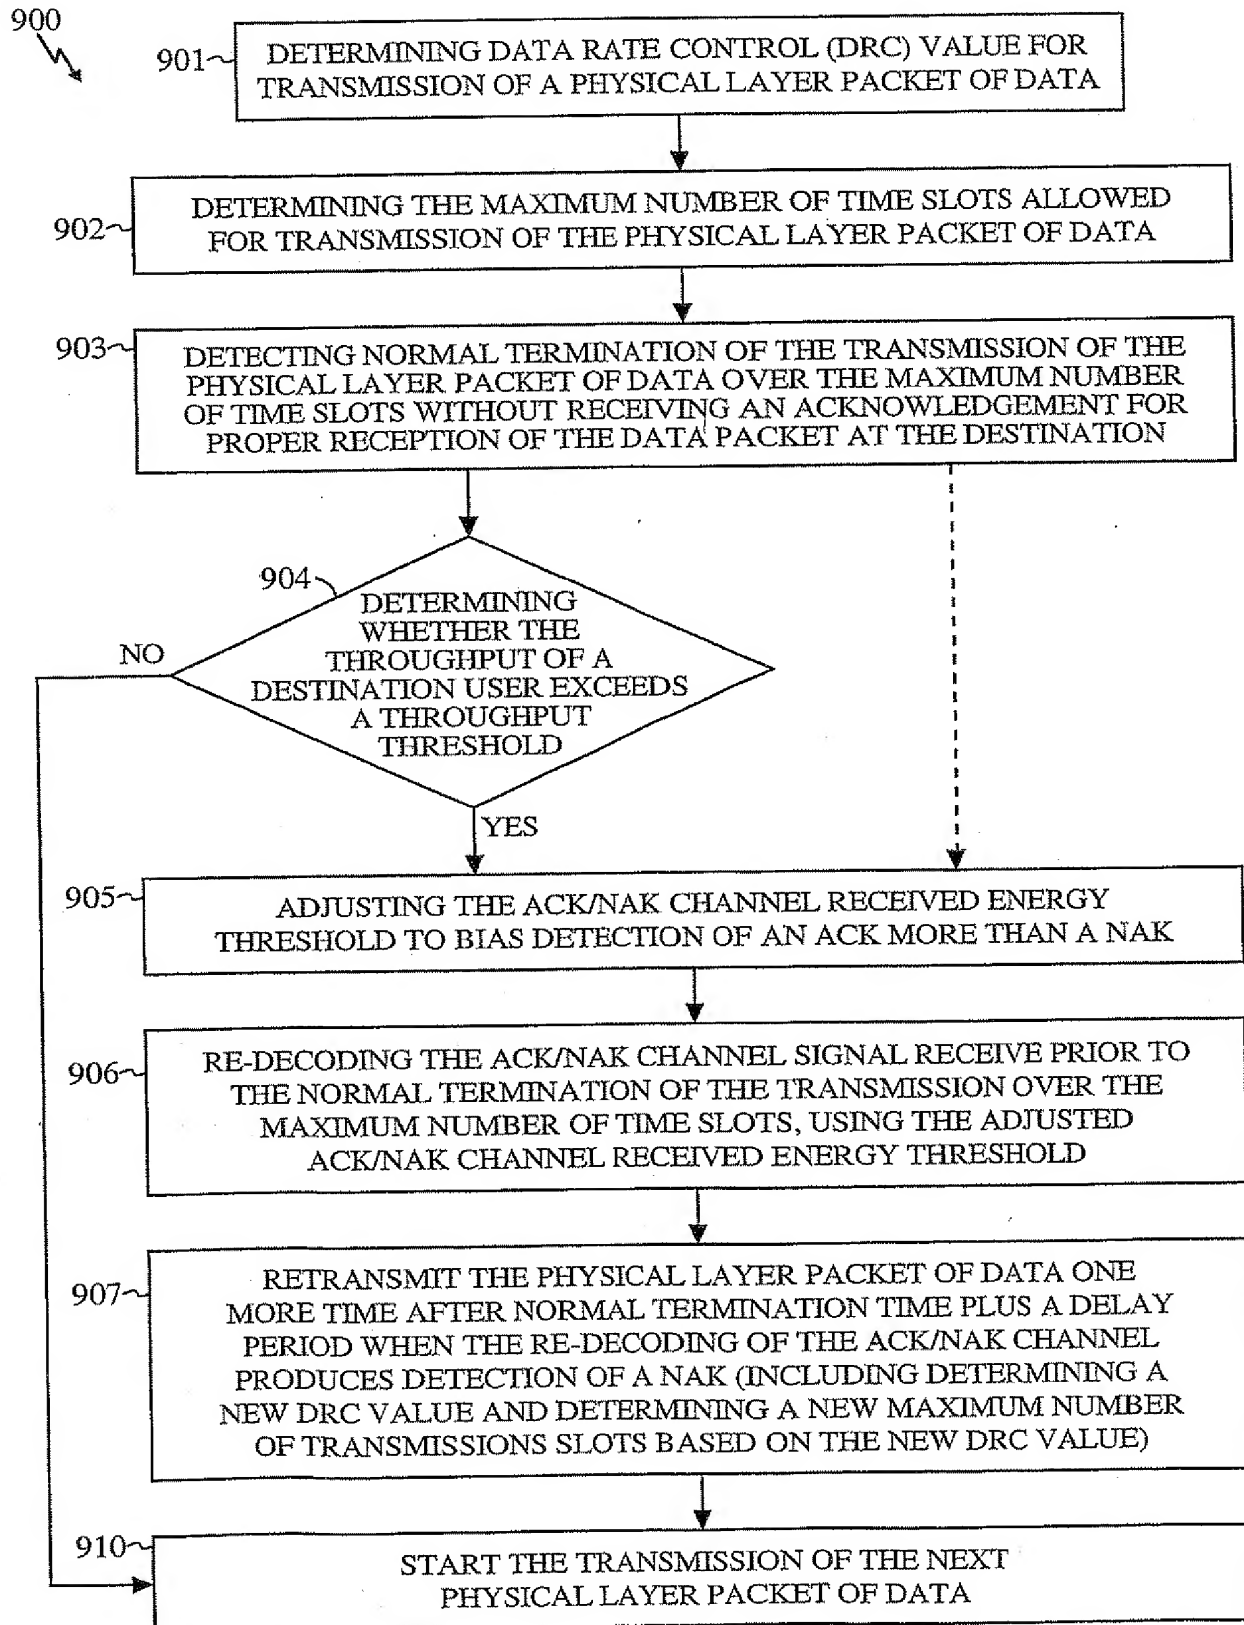 900
901
DETERMINING DATA RATE CONTROL (DRC) VALUE FOR
TRANSMISSION OF A PHYSICAL LAYER PACKET OF DATA
902
DETERMINING THE MAXIMUM NUMBER OF TIME SLOTS ALLOWED
FOR TRANSMISSION OF THE PHYSICAL LAYER PACKET OF DATA
903
DETECTING NORMAL TERMINATION OF THE TRANSMISSION OF THE
PHYSICAL LAYER PACKET OF DATA OVER THE MAXIMUM NUMBER
OF TIME SLOTS WITHOUT RECEIVING AN ACKNOWLEDGEMENT FOR
PROPER RECEPTION OF THE DATA PACKET AT THE DESTINATION
904
DETERMINING
WHETHER THE
THROUGHPUT OF A
DESTINATION USER EXCEEDS
A THROUGHPUT
THRESHOLD
NO
YES
905
ADJUSTING THE ACK/NAK CHANNEL RECEIVED ENERGY
THRESHOLD TO BIAS DETECTION OF AN ACK MORE THAN A NAK
906
RE-DECODING THE ACK/NAK CHANNEL SIGNAL RECEIVE PRIOR TO
THE NORMAL TERMINATION OF THE TRANSMISSION OVER THE
MAXIMUM NUMBER OF TIME SLOTS, USING THE ADJUSTED
ACK/NAK CHANNEL RECEIVED ENERGY THRESHOLD
907
RETRANSMIT THE PHYSICAL LAYER PACKET OF DATA ONE
MORE TIME AFTER NORMAL TERMINATION TIME PLUS A DELAY
PERIOD WHEN THE RE-DECODING OF THE ACK/NAK CHANNEL
PRODUCES DETECTION OF A NAK (INCLUDING DETERMINING A
NEW DRC VALUE AND DETERMINING A NEW MAXIMUM NUMBER
OF TRANSMISSIONS SLOTS BASED ON THE NEW DRC VALUE)
910
START THE TRANSMISSION OF THE NEXT
PHYSICAL LAYER PACKET OF DATA